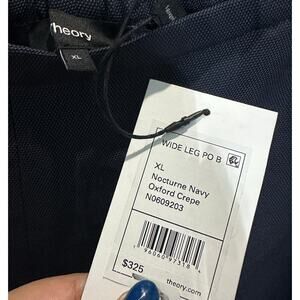 theory
XL
WIDE LEG PO B
XL
Nocturne Navy
Oxford Crepe
N0609203
$325
theory.com